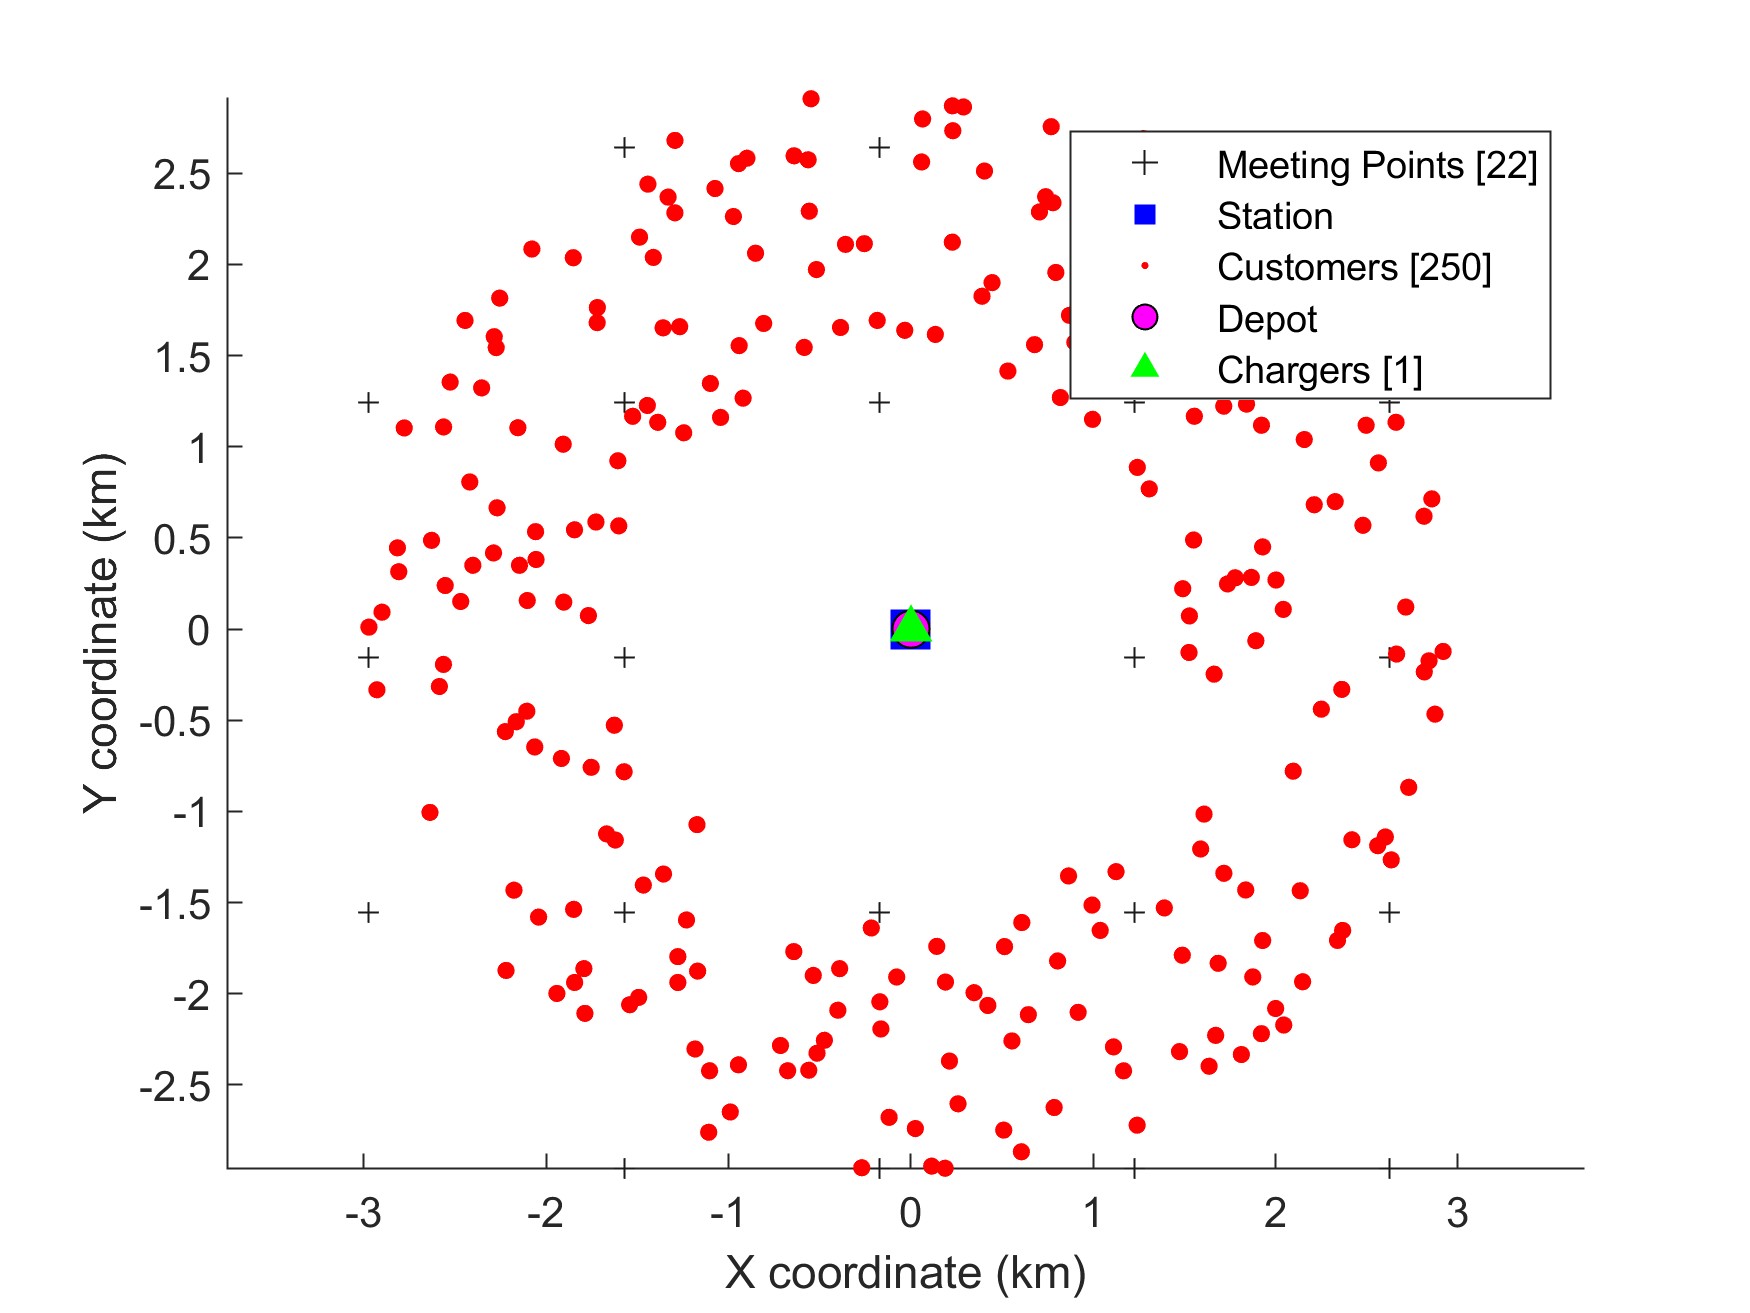 Meeting Points [22]
Station
Customers [250]
Depot
Chargers [1]
2.5
2
1.5
1
0.5
0
-0.5
-1
-1.5
-2
-2.5
Y coordinate (km)
-3 -2 -1 0 1 2 3
X coordinate (km)